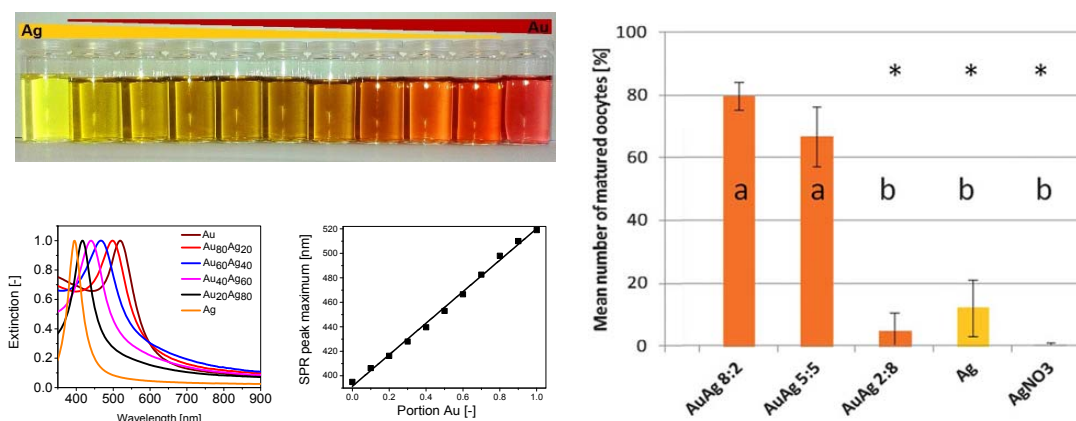 Ag
Au
Extinction [-]
1.0
0.8
0.6
0.4
0.2
0.0
Au
Au80Ag20
Au60Ag40
Au40Ag60
Au20Ag80
Ag
400 500 600 700 800 900
Wavelength [nm]
SPR peak maximum [nm]
520
500
480
460
440
420
400
0.0 0.2 0.4 0.6 0.8 1.0
Portion Au [-]
Mean number of matured oocytes [%]
100
80
60
40
20
0
* * *
a a b b b
AuAg 8:2
AuAg 5:5
AuAg 2:8
Ag
AgNO3